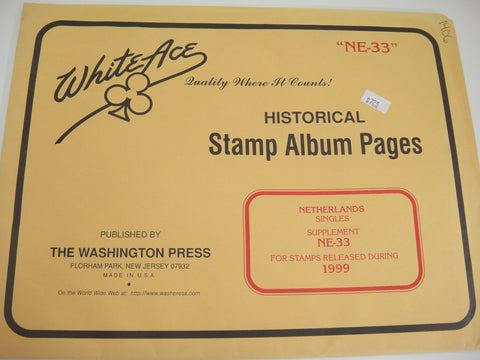 "NE-33"
White Ace
Quality Where It Counts!
HISTORICAL
Stamp Album Pages
NETHERLANDS
SINGLES
SUPPLEMENT
NE-33
FOR STAMPS RELEASED DURING
1999
PUBLISHED BY
THE WASHINGTON PRESS
FLORHAM PARK, NEW JERSEY 07932
MADE IN U.S.A.
On the World Wide Web at: http://www.washpress.com